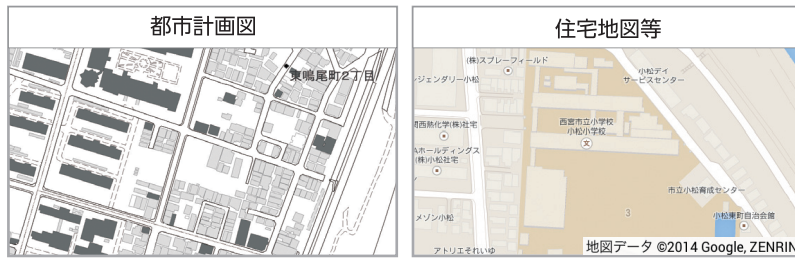 都市計画図
東鳴尾町2丁目
住宅地図等
(株)スプレーフィールド
ンジェンダリー小松
小松デイ
サービスセンター
西宮市立小学校
小松小学校
文
関西熱化学(株)社宅
Aホールディングス
(株)小松社宅
メゾン小松
アトリエそれいゆ
3
市立小松育成センター
小松東町自治会館
地図データ ©2014 Google, ZENRIN